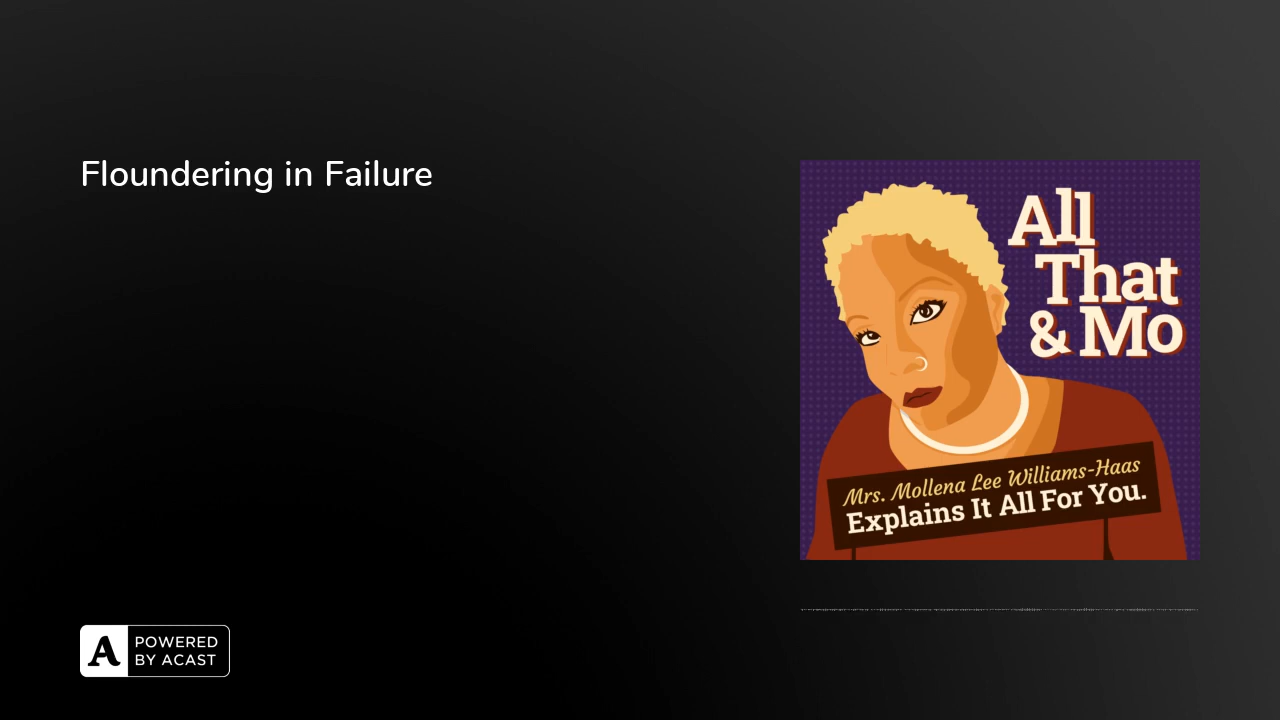 Floundering in Failure
All
That
& Mo
Mrs. Mollena Lee Williams-Haas
Explains It All For You.
A
POWERED
BY ACAST